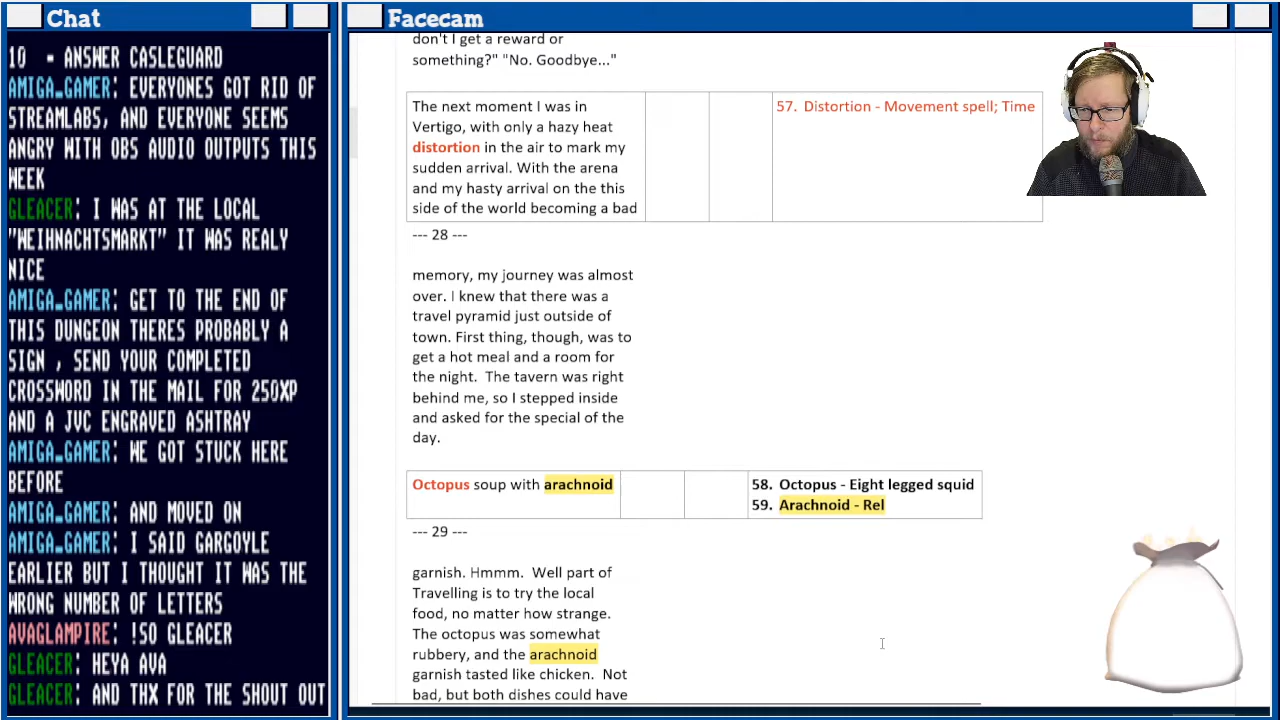 Chat
10 - ANSWER CASLEGUARD
AMIGA_GAMER: EVERYONES GOT RID OF
STREAMLABS, AND EVERYONE SEEMS
ANGRY WITH OBS AUDIO OUTPUTS THIS
WEEK
GLEACER: I WAS AT THE LOCAL
"WEIHNACHTSMARKT" IT WAS REALY
NICE
AMIGA_GAMER: GET TO THE END OF
THIS DUNGEON THERES PROBABLY A
SIGN , SEND YOUR COMPLETED
CROSSWORD IN THE MAIL FOR 250XP
AND A JVC ENGRAVED ASHTRAY
AMIGA_GAMER: WE GOT STUCK HERE
BEFORE
AMIGA_GAMER: AND MOVED ON
AMIGA_GAMER: I SAID GARGOYLE
EARLIER BUT I THOUGHT IT WAS THE
WRONG NUMBER OF LETTERS
AVAGLAMPIRE: !SO GLEACER
GLEACER: HEYA AVA
GLEACER: AND THX FOR THE SHOUT OUT
Facecam
don't I get a reward or
something?" "No. Goodbye..."
The next moment I was in
Vertigo, with only a hazy heat
distortion in the air to mark my
sudden arrival. With the arena
and my hasty arrival on the this
side of the world becoming a bad
57. Distortion - Movement spell; Time
--- 28 ---
memory, my journey was almost
over. I knew that there was a
travel pyramid just outside of
town. First thing, though, was to
get a hot meal and a room for
the night. The tavern was right
behind me, so I stepped inside
and asked for the special of the
day.
Octopus soup with arachnoid
58. Octopus - Eight legged squid
59. Arachnoid - Rel
--- 29 ---
garnish. Hmmm. Well part of
Travelling is to try the local
food, no matter how strange.
The octopus was somewhat
rubbery, and the arachnoid
garnish tasted like chicken. Not
bad, but both dishes could have